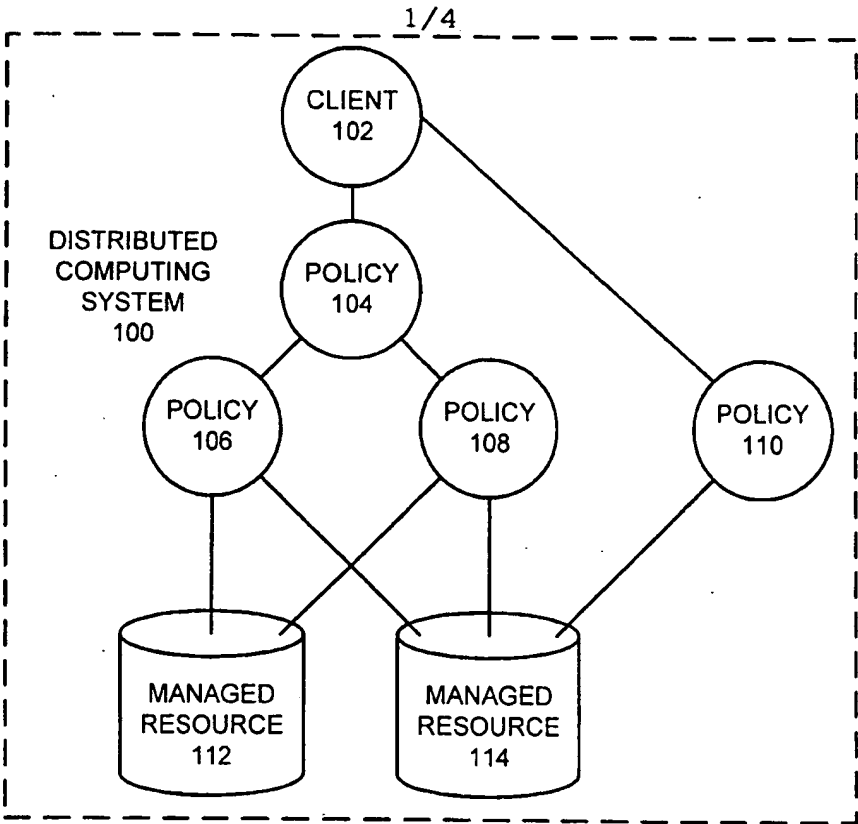 1/4
CLIENT
102
DISTRIBUTED
COMPUTING
SYSTEM
100
POLICY
104
POLICY
106
POLICY
108
POLICY
110
MANAGED
RESOURCE
112
MANAGED
RESOURCE
114